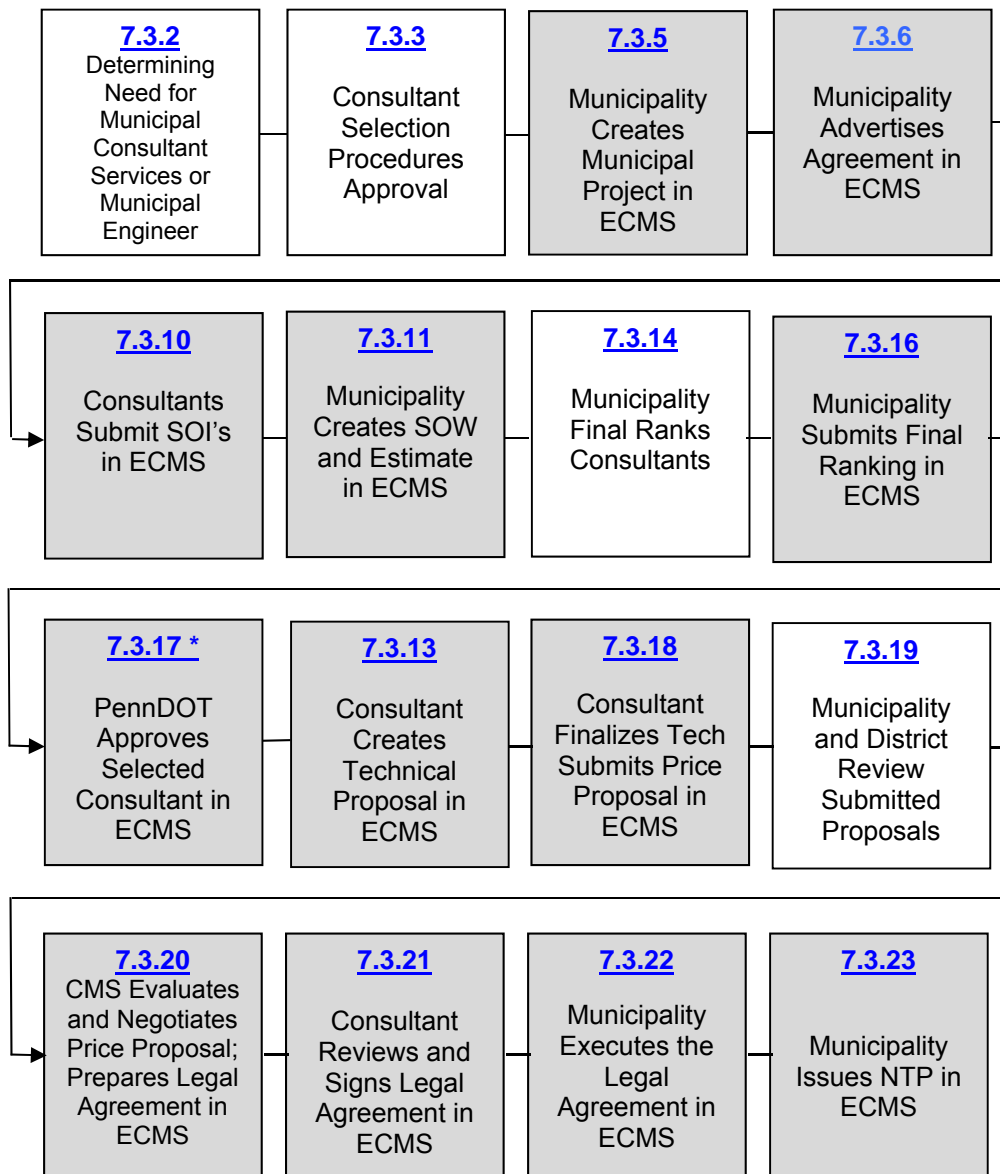 7.3.2
Determining
Need for
Municipal
Consultant
Services or
Municipal
Engineer
7.3.3
Consultant
Selection
Procedures
Approval
7.3.5
Municipality
Creates
Municipal
Project in
ECMS
7.3.6
Municipality
Advertises
Agreement in
ECMS
7.3.10
Consultants
Submit SOI's
in ECMS
7.3.11
Municipality
Creates SOW
and Estimate
in ECMS
7.3.14
Municipality
Final Ranks
Consultants
7.3.16
Municipality
Submits Final
Ranking in
ECMS
7.3.17 *
PennDOT
Approves
Selected
Consultant in
ECMS
7.3.13
Consultant
Creates
Technical
Proposal in
ECMS
7.3.18
Consultant
Finalizes Tech
Submits Price
Proposal in
ECMS
7.3.19
Municipality
and District
Review
Submitted
Proposals
7.3.20
CMS Evaluates
and Negotiates
Price Proposal;
Prepares Legal
Agreement in
ECMS
7.3.21
Consultant
Reviews and
Signs Legal
Agreement in
ECMS
7.3.22
Municipality
Executes the
Legal
Agreement in
ECMS
7.3.23
Municipality
Issues NTP in
ECMS